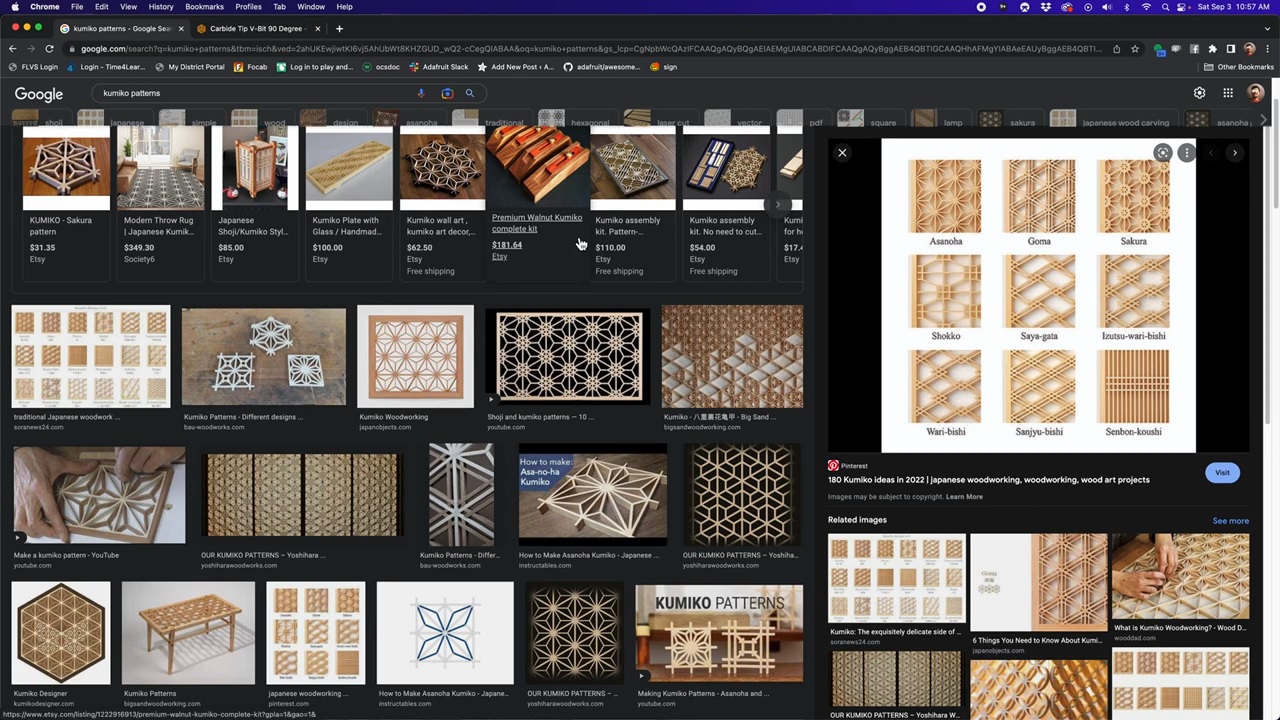 Chrome File Edit View History Bookmarks Profiles Tab Window Help
Sat Sep 3 10:57 AM
kumiko patterns - Google Sea
Carbide Tip V-Bit 90 Degree -
google.com/search?q=kumiko+patterns&tbm=isch&ved=
FLVS Login
Login - Time4Lear...
My District Portal
Focab
Log in to play and...
ocsdoc
Adafruit Slack
Add New Post ‹ A...
adafruit/awesome...
sign
Other Bookmarks
Google
kumiko patterns
shoji
japanese
simple
wood
design
asanoha
traditional
hexagonal
laser cut
vector
pdf
square
lamp
sakura
japanese wood carving
KUMIKO - Sakura
pattern
$31.35
Etsy
Modern Throw Rug
| Japanese Kumik...
$349.30
Society6
Japanese
Shoji/Kumiko Styl...
$85.00
Etsy
Kumiko Plate with
Glass / Handmad...
$100.00
Etsy
Kumiko wall art ,
kumiko art decor,...
$62.50
Etsy
Free shipping
Premium Walnut Kumiko
complete kit
$181.64
Etsy
Kumiko assembly
kit. Pattern-...
$110.00
Etsy
Free shipping
Kumiko assembly
kit. No need to cut...
$54.00
Etsy
Free shipping
Kumi
hexa
$17.4
Etsy
traditional Japanese woodwork ...
soranews24.com
Kumiko Patterns - Different designs ...
bau-woodworks.com
Kumiko Woodworking
japanobjects.com
Shoji and kumiko patterns — 10 ...
youtube.com
Kumiko - 八重麻花亀甲 - Big Sand ...
bigsandwoodworking.com
Make a kumiko pattern - YouTube
youtube.com
OUR KUMIKO PATTERNS – Yoshihara ...
yoshiharawoodworks.com
Kumiko Patterns - Differ...
bau-woodworks.com
How to make:
Asa-no-ha
Kumiko
How to Make Asanoha Kumiko - Japanese ...
instructables.com
OUR KUMIKO PATTERNS – Yoshiha...
yoshiharawoodworks.com
Kumiko Designer
kumikodesigner.com
Kumiko Patterns
bigsandwoodworking.com
japanese woodworking ...
pinterest.com
How to Make Asanoha Kumiko - Japane...
instructables.com
OUR KUMIKO PATTERNS – ...
yoshiharawoodworks.com
KUMIKO PATTERNS
Making Kumiko Patterns - Asanoha and ...
youtube.com
https://www.etsy.com/listing/1222916913/premium-walnut-kumiko-complete-kit?gpla=1&gao=1&
Asanoha
Goma
Sakura
Shokko
Saya-gata
Izutsu-wari-bishi
Wari-bishi
Sanjyu-bishi
Senbon-koushi
Pinterest
180 Kumiko ideas in 2022 | japanese woodworking, woodworking, wood art projects
Visit
Images may be subject to copyright. Learn More
Related images
See more
Kumiko: The exquisitely delicate side of ...
soranews24.com
Goma
6 Things You Need to Know About Kumi...
japanobjects.com
What is Kumiko Woodworking? - Wood D...
wooddad.com
OUR KUMIKO PATTERNS – Yoshihara W...